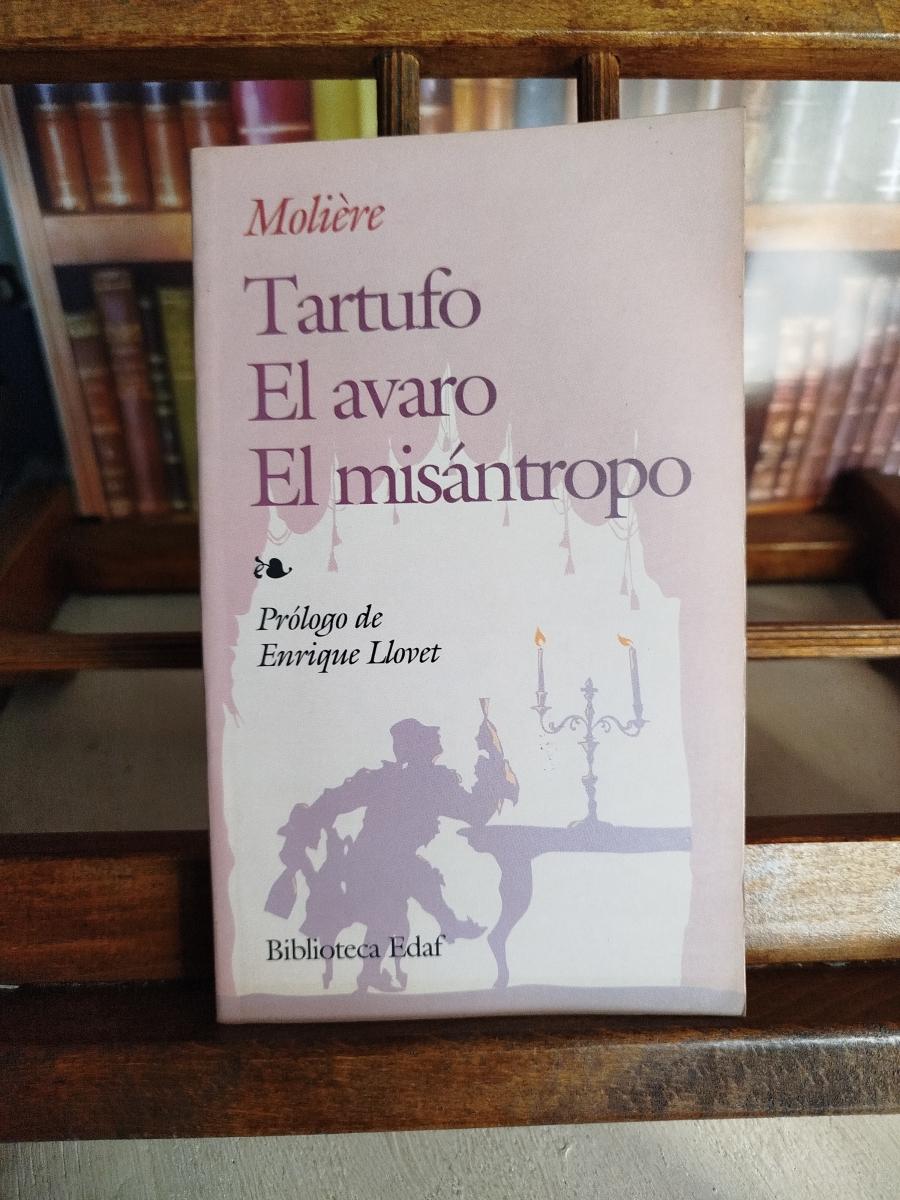 Molière
Tartufo
El avaro
El misántropo
Prólogo de
Enrique Llovet
Biblioteca Edaf